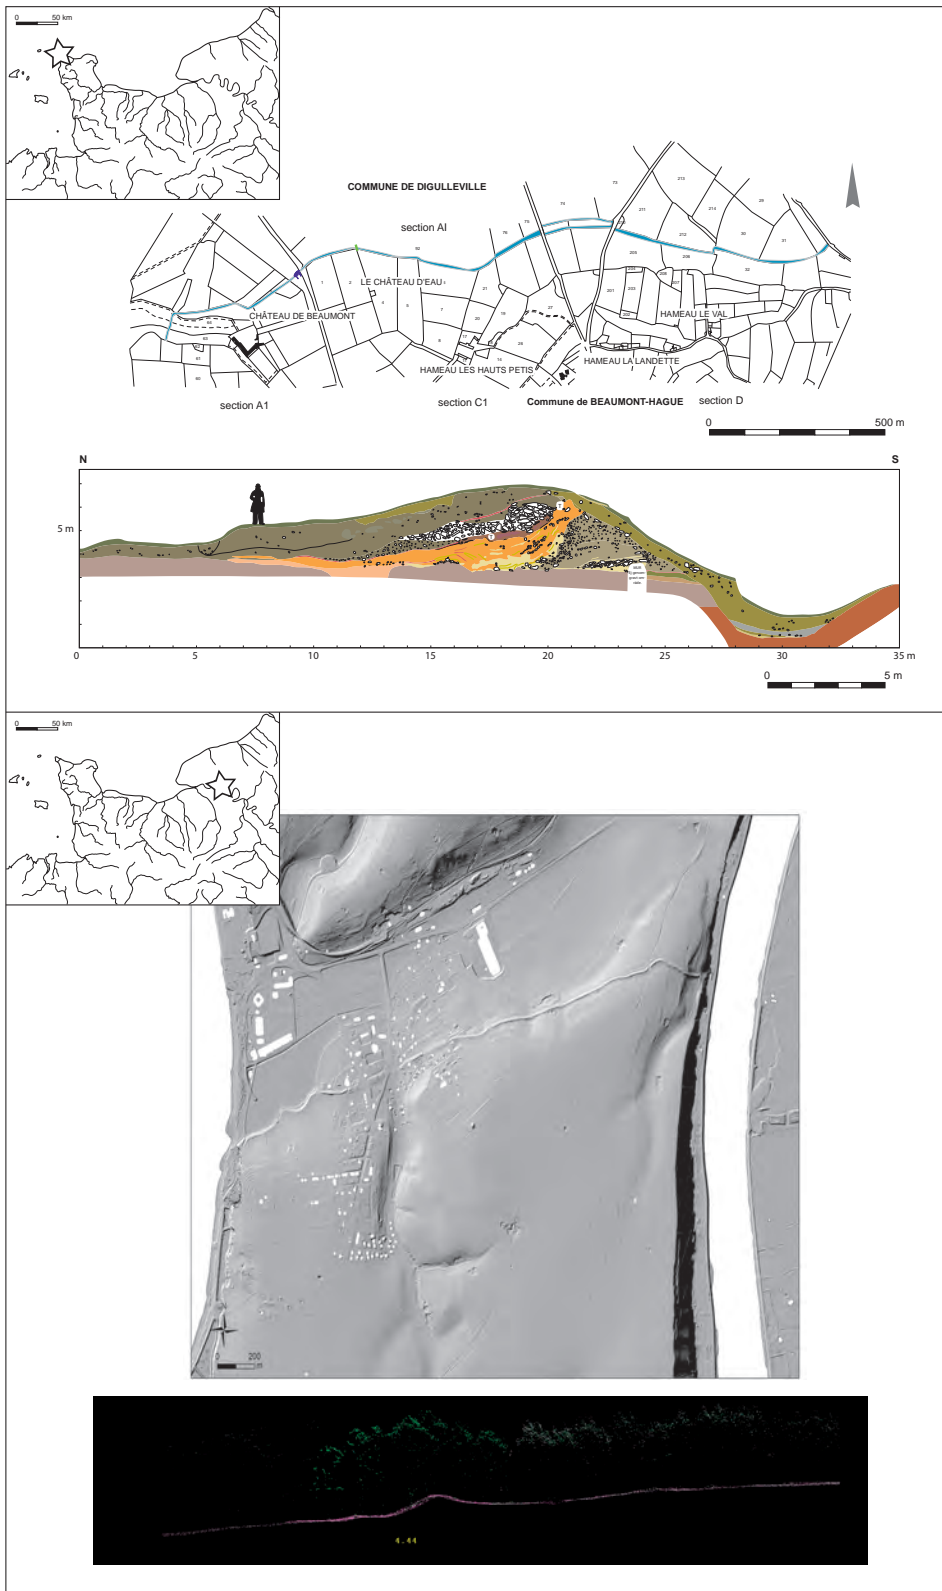 0 50 km
COMMUNE DE DIGULLEVILLE
section AI
LE CHÂTEAU D'EAU
CHÂTEAU DE BEAUMONT
HAMEAU LE VAL
HAMEAU LA LANDETTE
HAMEAU LES HAUTS PETIS
section A1
section C1
Commune de BEAUMONT-HAGUE
section D
0 500 m
N S
5 m
0 5 10 15 20 25 30 35 m
0 5 m
0 50 km
0 200
m
4.44